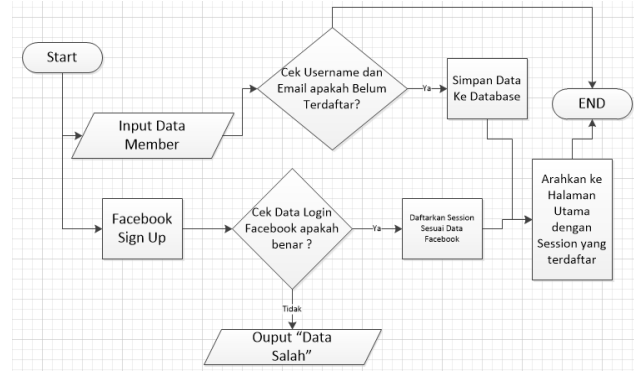 Start
Cek Username dan
Email apakah Belum
Terdaftar?
Ya
Simpan Data
Ke Database
END
Input Data
Member
Arahkan ke
Halaman
Utama
dengan
Session yang
terdaftar
Facebook
Sign Up
Cek Data Login
Facebook apakah
benar ?
Ya
Daftarkan Session
Sesuai Data
Facebook
Tidak
Ouput “Data
Salah”